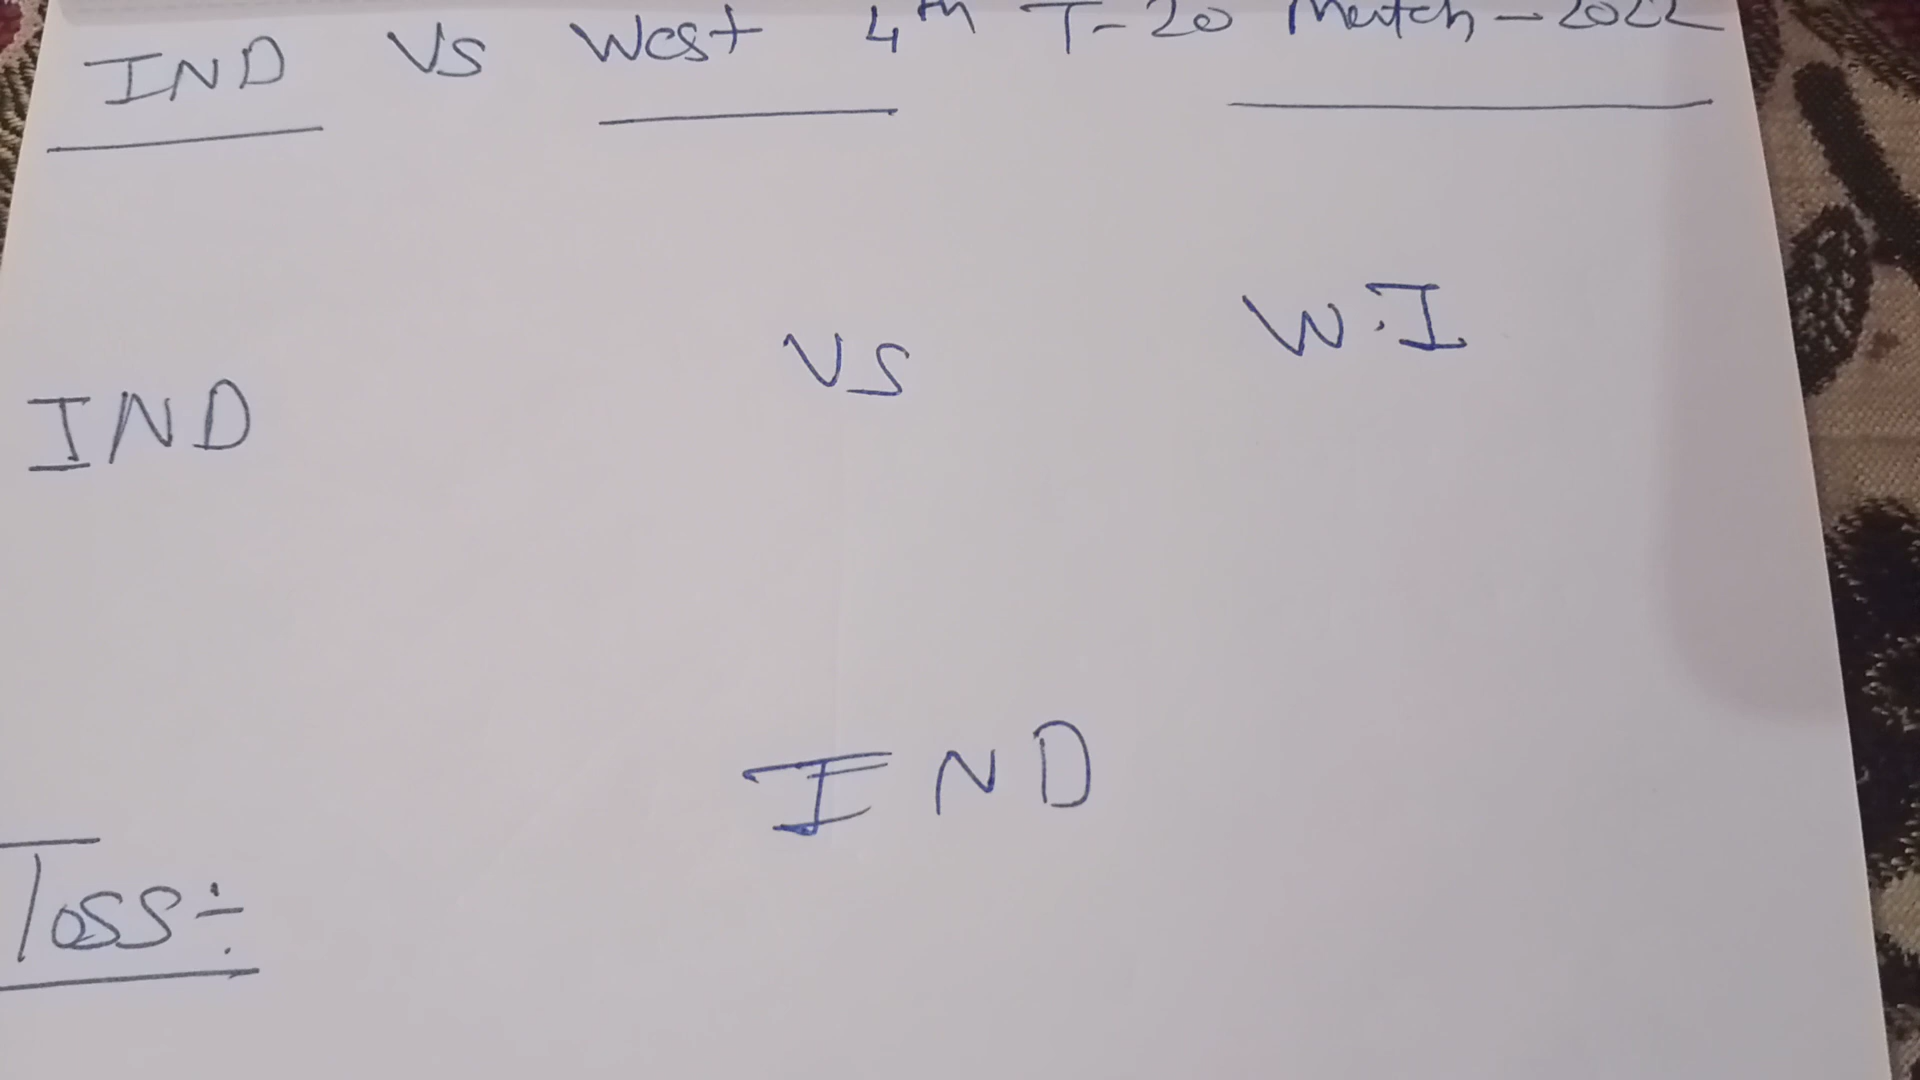 IND VS West 4th T-20 Match - 2022
IND VS W.I
IND
Toss :-